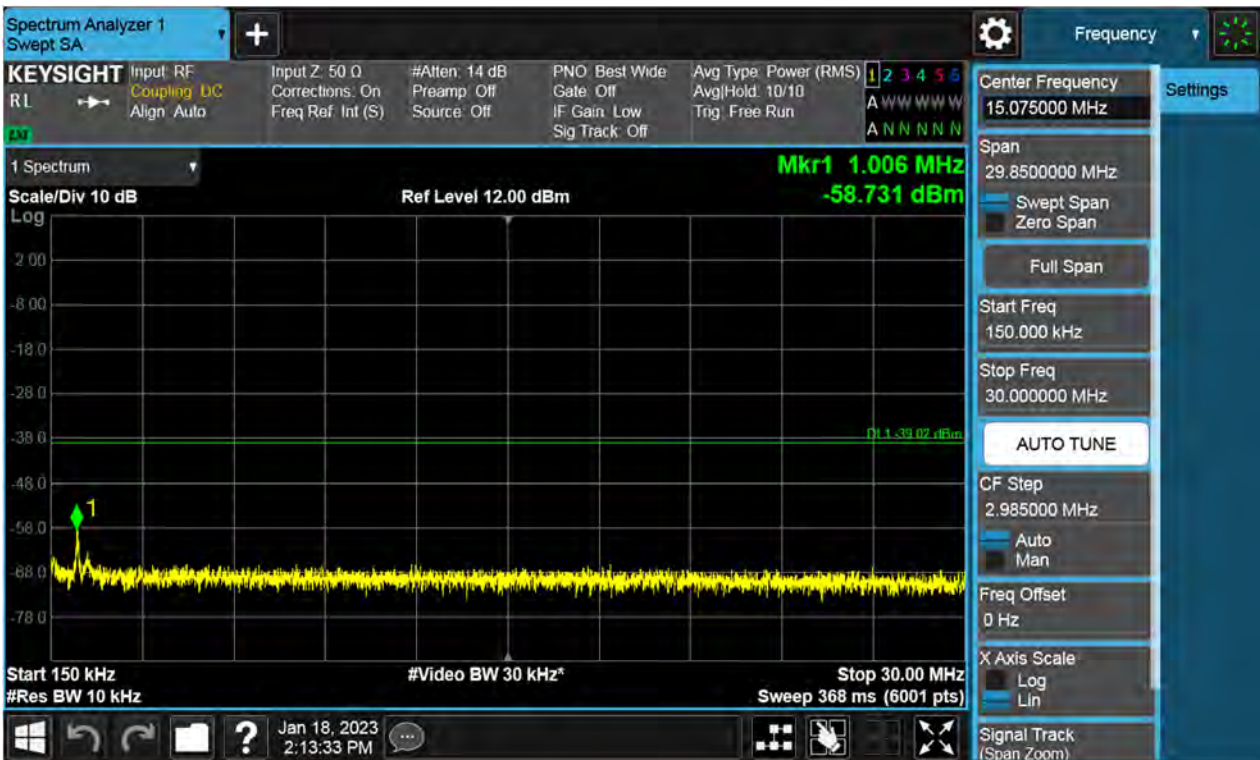 Spectrum Analyzer 1
Swept SA
+
Frequency
KEYSIGHT
RL
LXI
Input: RF
Coupling: DC
Align: Auto
Input Z: 50 Ω
Corrections: On
Freq Ref: Int (S)
#Atten: 14 dB
Preamp: Off
Source: Off
PNO: Best Wide
Gate: Off
IF Gain: Low
Sig Track: Off
Avg Type: Power (RMS)
Avg|Hold: 10/10
Trig: Free Run
1 2 3 4 5 6
A W W W W W
A N N N N N
Center Frequency
15.075000 MHz
Settings
Span
29.8500000 MHz
Swept Span
Zero Span
Full Span
Start Freq
150.000 kHz
Stop Freq
30.000000 MHz
AUTO TUNE
CF Step
2.985000 MHz
Auto
Man
Freq Offset
0 Hz
X Axis Scale
Log
Lin
Signal Track
(Span Zoom)
1 Spectrum
Mkr1 1.006 MHz
-58.731 dBm
Scale/Div 10 dB
Ref Level 12.00 dBm
Log
2.00
-8.00
-18.0
-28.0
-38.0
DL1 -39.02 dBm
-48.0
1
-58.0
-68.0
-78.0
Start 150 kHz
#Video BW 30 kHz*
Stop 30.00 MHz
#Res BW 10 kHz
Sweep 368 ms (6001 pts)
?
Jan 18, 2023
2:13:33 PM